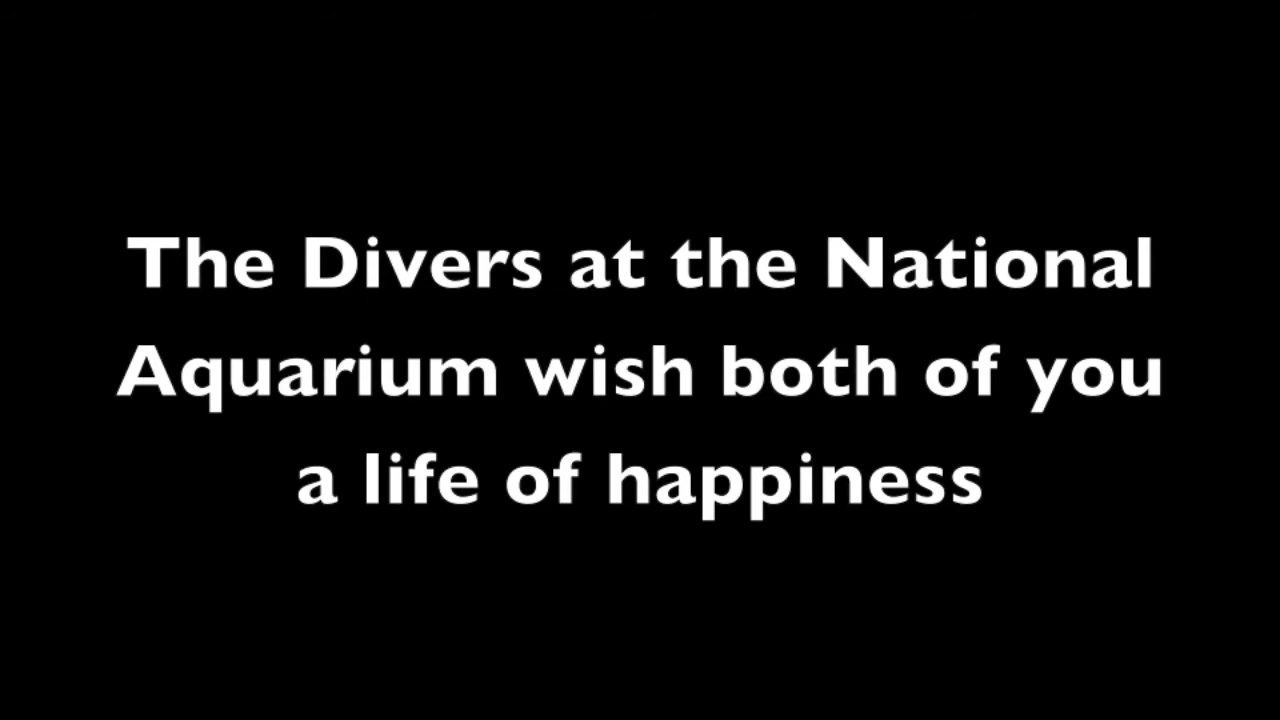 The Divers at the National
Aquarium wish both of you
a life of happiness